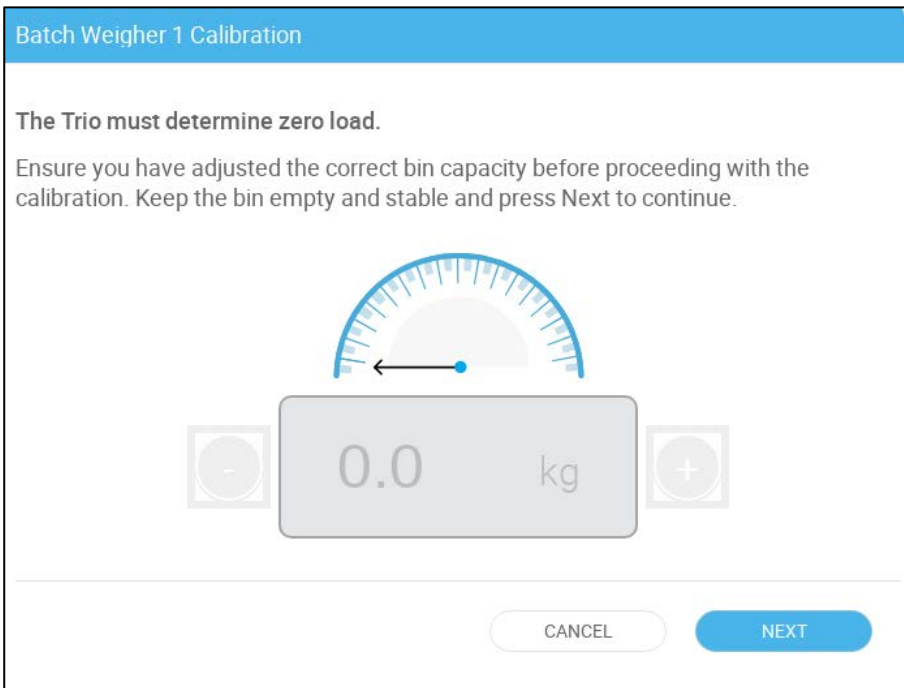 Batch Weigher 1 Calibration
The Trio must determine zero load.
Ensure you have adjusted the correct bin capacity before proceeding with the
calibration. Keep the bin empty and stable and press Next to continue.
- 0.0 kg +
CANCEL NEXT